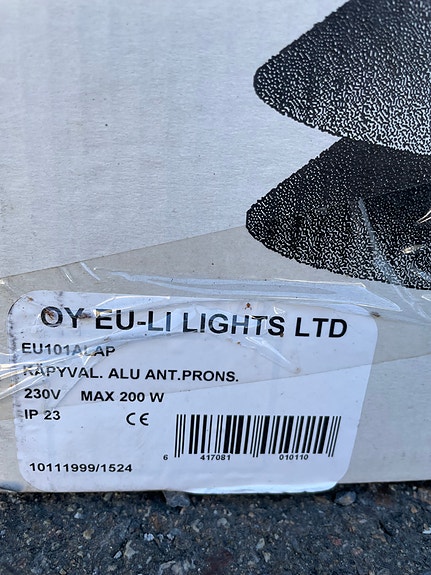 OY EU-LI LIGHTS LTD
EU101ALAP
KÄPYVAL. ALU ANT.PRONS.
230V MAX 200 W
IP 23 CE
6 417081 010110
10111999/1524